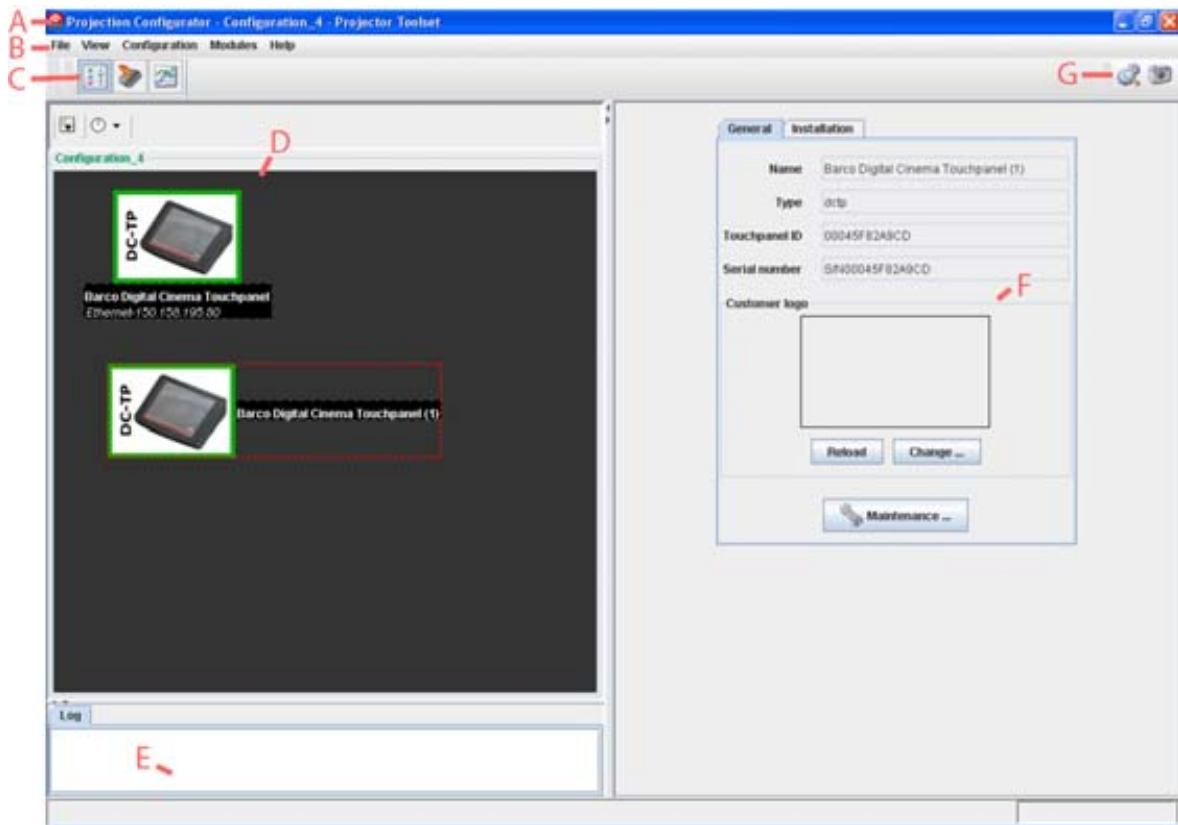 A
Projection Configurator - Configuration_4 - Projector Toolset
B
File View Configuration Modules Help
C
G
D
Configuration_4
DC-TP
Barco Digital Cinema Touchpanel
Ethernet-150.158.195.80
DC-TP
Barco Digital Cinema Touchpanel (1)
Log
E
General Installation
Name Barco Digital Cinema Touchpanel (1)
Type dctp
Touchpanel ID 00045F82A9CD
Serial number S/N00045F82A9CD
F
Customer logo
Reload Change ...
Maintenance ...